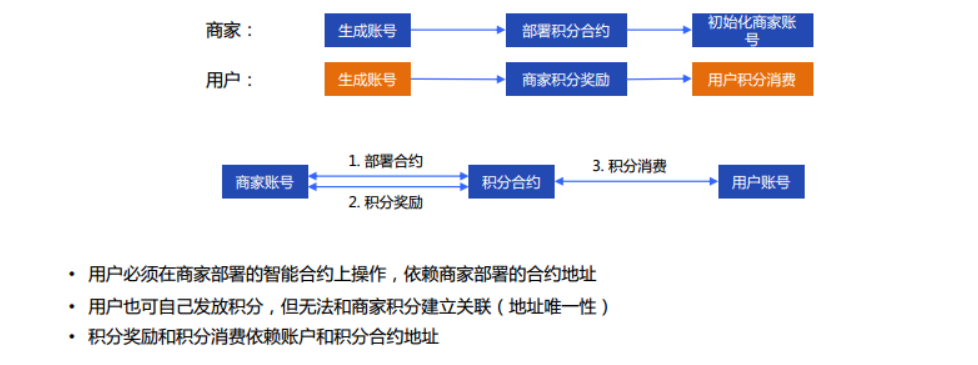 商家：
生成账号
部署积分合约
初始化商家账
号
用户：
生成账号
商家积分奖励
用户积分消费
1. 部署合约
3. 积分消费
商家账号
积分合约
用户账号
2. 积分奖励
• 用户必须在商家部署的智能合约上操作，依赖商家部署的合约地址
• 用户也可自己发放积分，但无法和商家积分建立关联（地址唯一性）
• 积分奖励和积分消费依赖账户和积分合约地址